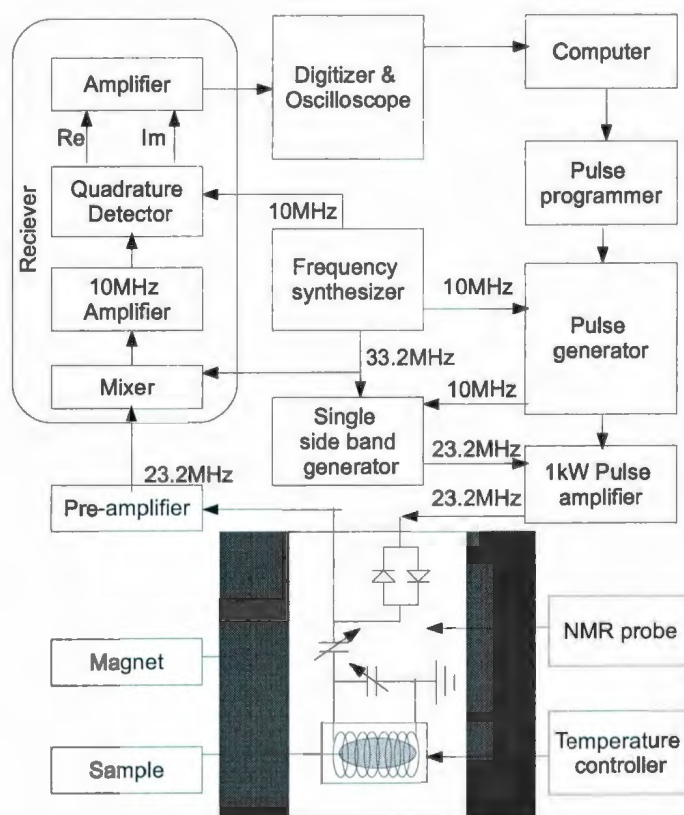 Amplifier
Re
Im
Quadrature
Detector
10MHz
Amplifier
Mixer
Reciever
Digitizer &
Oscilloscope
Computer
Pulse
programmer
10MHz
Frequency
synthesizer
10MHz
Pulse
generator
33.2MHz
10MHz
Single
side band
generator
23.2MHz
1kW Pulse
amplifier
23.2MHz
23.2MHz
Pre-amplifier
NMR probe
Magnet
Sample
Temperature
controller